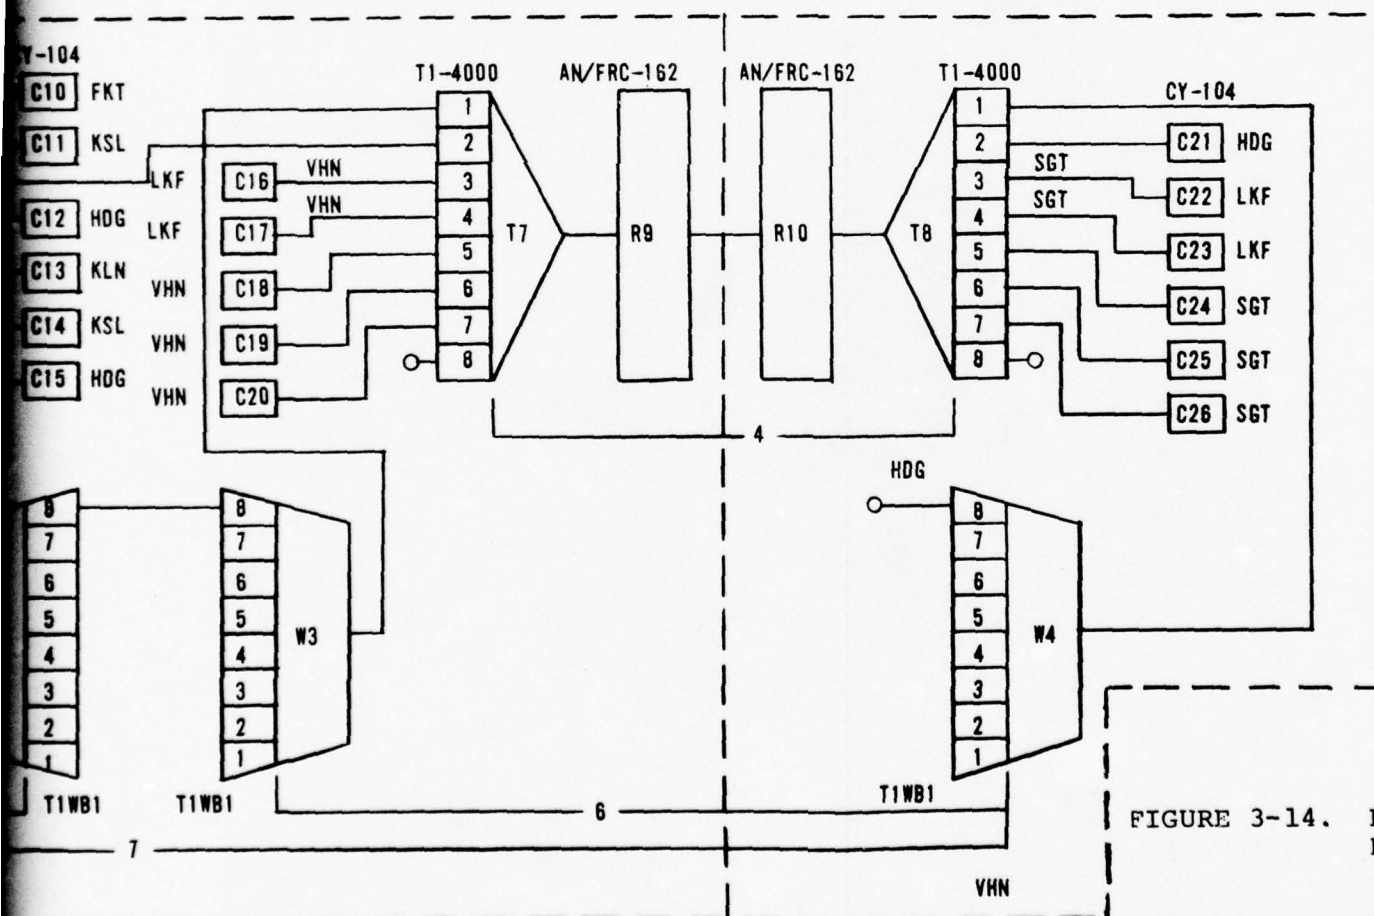 CY-104
C10 FKT
C11 KSL
C12 HDG
C13 KLN
C14 KSL
C15 HDG
LKF C16 VHN
LKF C17 VHN
VHN C18
VHN C19
VHN C20
T1-4000
1
2
3
4
5
6
7
8
T7
AN/FRC-162
R9
AN/FRC-162
R10
T1-4000
1
2
3
4
5
6
7
8
T8
SGT
SGT
CY-104
C21 HDG
C22 LKF
C23 LKF
C24 SGT
C25 SGT
C26 SGT
4
8
7
6
5
4
3
2
1
T1WB1
8
7
6
5
4
3
2
1
W3
T1WB1
HDG
8
7
6
5
4
3
2
1
W4
T1WB1
6
7
VHN
FIGURE 3-14.